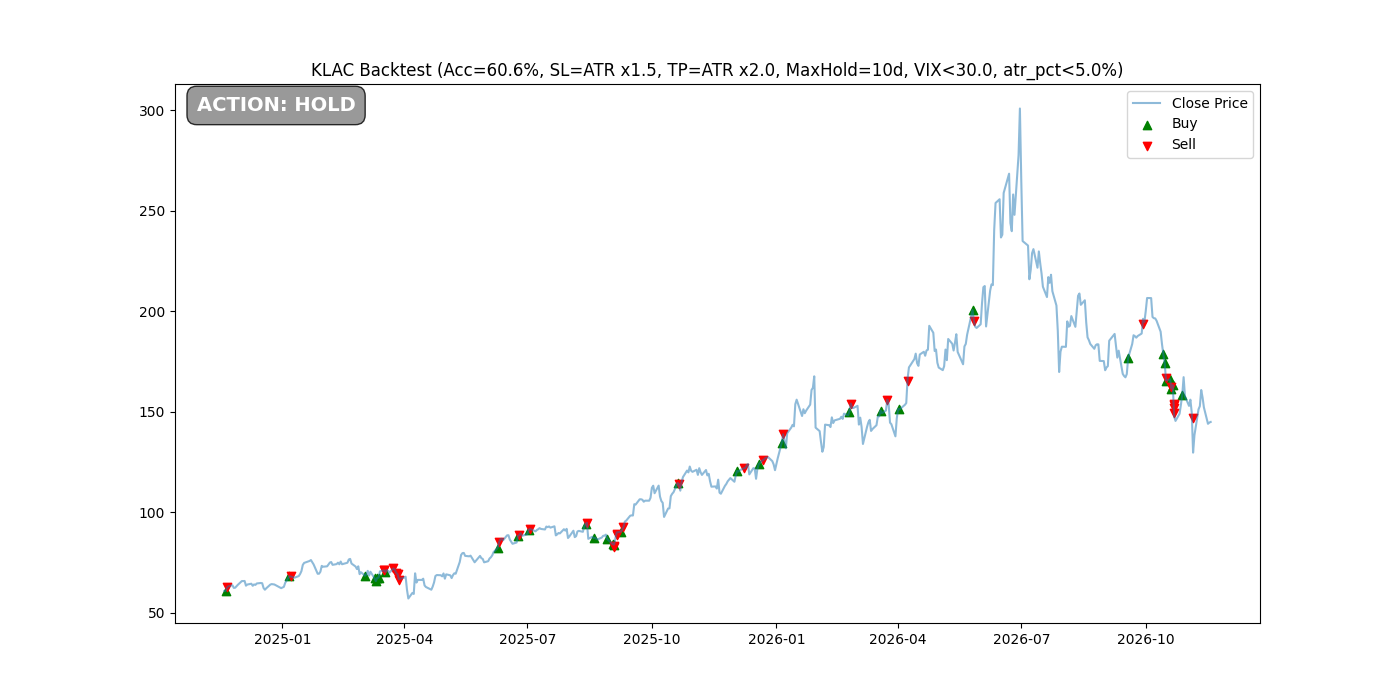 KLAC Backtest (Acc=60.6%, SL=ATR x1.5, TP=ATR x2.0, MaxHold=10d, VIX<30.0, atr_pct<5.0%)
ACTION: HOLD
Close Price
Buy
Sell
300
250
200
150
100
50
2025-01
2025-04
2025-07
2025-10
2026-01
2026-04
2026-07
2026-10